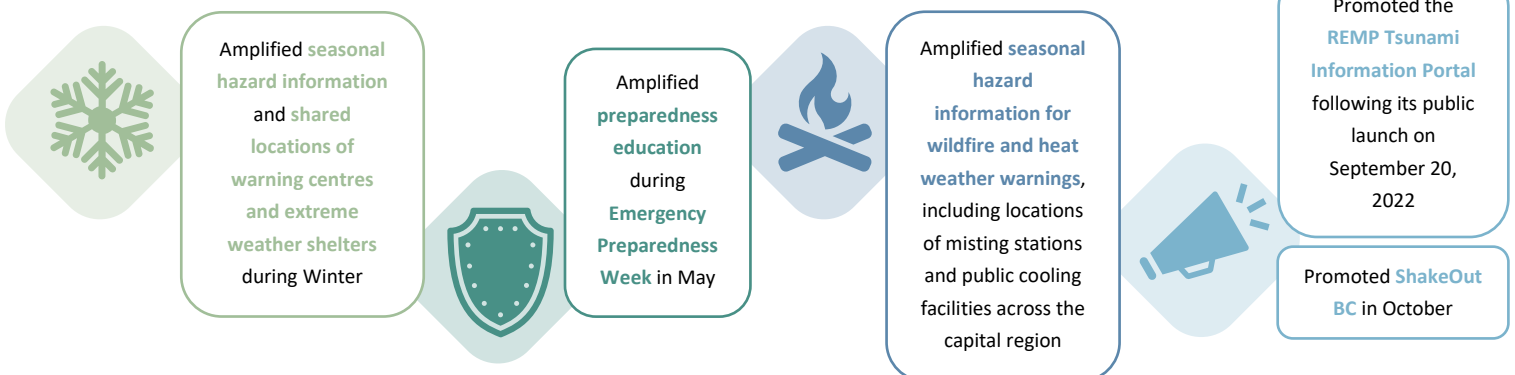 Amplified seasonal
hazard information
and shared
locations of
warning centres
and extreme
weather shelters
during Winter
Amplified
preparedness
education
during
Emergency
Preparedness
Week in May
Amplified seasonal
hazard
information for
wildfire and heat
weather warnings,
including locations
of misting stations
and public cooling
facilities across the
capital region
Promoted the
REMP Tsunami
Information Portal
following its public
launch on
September 20,
2022
Promoted ShakeOut
BC in October